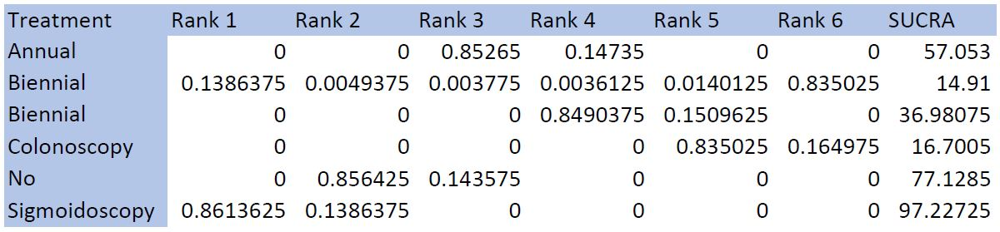 Treatment Rank 1 Rank 2 Rank 3 Rank 4 Rank 5 Rank 6 SUCRA
Annual 0 0 0.85265 0.14735 0 0 57.053
Biennial 0.1386375 0.0049375 0.003775 0.0036125 0.0140125 0.835025 14.91
Biennial 0 0 0 0.8490375 0.1509625 0 36.98075
Colonoscopy 0 0 0 0 0.835025 0.164975 16.7005
No 0 0.856425 0.143575 0 0 0 77.1285
Sigmoidoscopy 0.8613625 0.1386375 0 0 0 0 97.22725